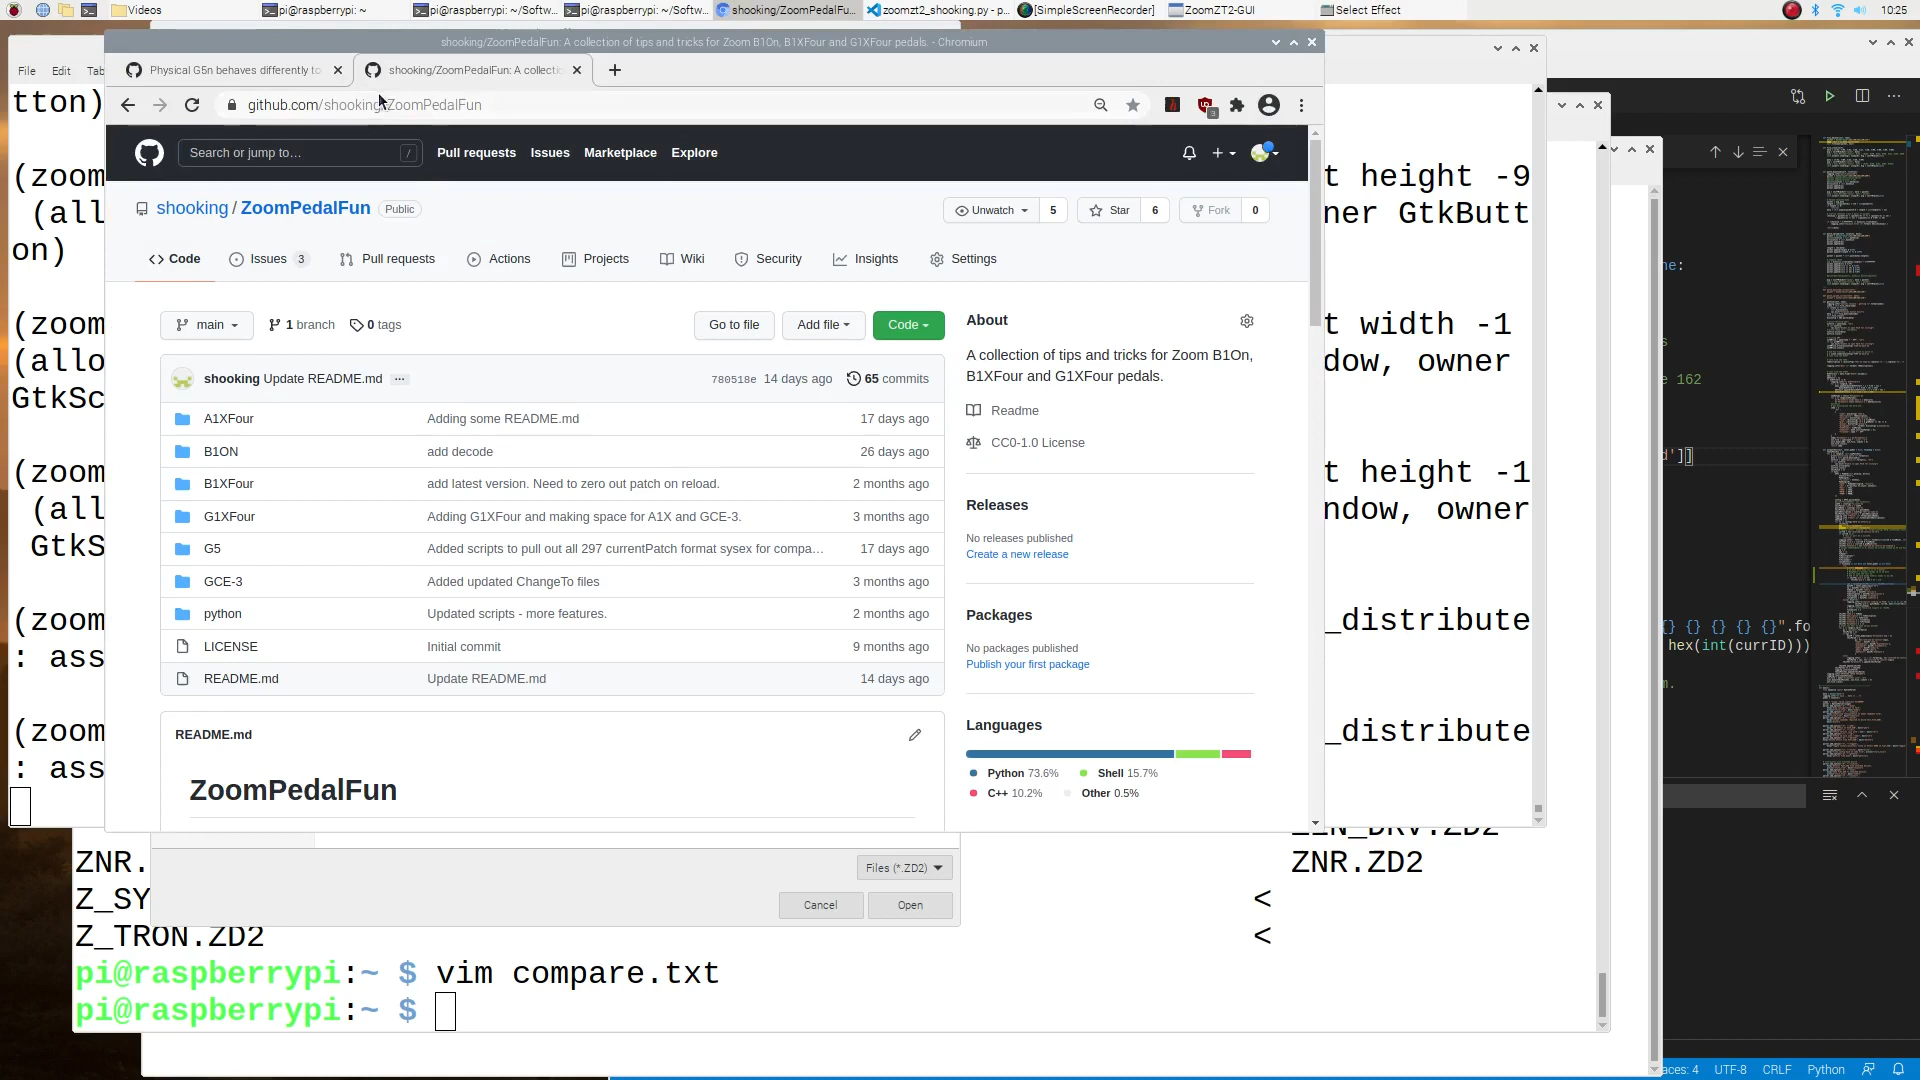 Videos
pi@raspberrypi: ~
pi@raspberrypi: ~/Softw...
pi@raspberrypi: ~/Softw...
shooking/ZoomPedalFu...
zoomzt2_shooking.py - p...
[SimpleScreenRecorder]
ZoomZT2-GUI
Select Effect
10:25
shooking/ZoomPedalFun: A collection of tips and tricks for Zoom B1On, B1XFour and G1XFour pedals. - Chromium
File Edit Tab
Physical G5n behaves differently to
shooking/ZoomPedalFun: A collectio
github.com/shooking/ZoomPedalFun
3
Search or jump to…
/
Pull requests Issues Marketplace Explore
shooking / ZoomPedalFun Public
Unwatch 5
Star 6
Fork 0
Code
Issues 3
Pull requests
Actions
Projects
Wiki
Security
Insights
Settings
main
1 branch
0 tags
Go to file
Add file
Code
shooking Update README.md ...
780518e 14 days ago
65 commits
A1XFour Adding some README.md 17 days ago
B1ON add decode 26 days ago
B1XFour add latest version. Need to zero out patch on reload. 2 months ago
G1XFour Adding G1XFour and making space for A1X and GCE-3. 3 months ago
G5 Added scripts to pull out all 297 currentPatch format sysex for compa… 17 days ago
GCE-3 Added updated ChangeTo files 3 months ago
python Updated scripts - more features. 2 months ago
LICENSE Initial commit 9 months ago
README.md Update README.md 14 days ago
README.md
ZoomPedalFun
About
A collection of tips and tricks for Zoom B1On,
B1XFour and G1XFour pedals.
Readme
CC0-1.0 License
Releases
No releases published
Create a new release
Packages
No packages published
Publish your first package
Languages
Python 73.6% Shell 15.7%
C++ 10.2% Other 0.5%
tton)
(zoom
(all
on)
(zoom
(allo
GtkSc
(zoom
(all
GtkS
(zoom
: ass
(zoom
: ass
t height -9
ner GtkButt
t width -1
dow, owner
t height -1
ndow, owner
_distribute
_distribute
ne:
s
e 162
d']]
{} {} {} {} {}".fo
hex(int(currID)))
m.
Files (*.ZD2)
Cancel
Open
ZNR.
ZNR.ZD2
Z_SY
<
Z_TRON.ZD2
<
pi@raspberrypi:~ $ vim compare.txt
pi@raspberrypi:~ $
aces: 4 UTF-8 CRLF Python